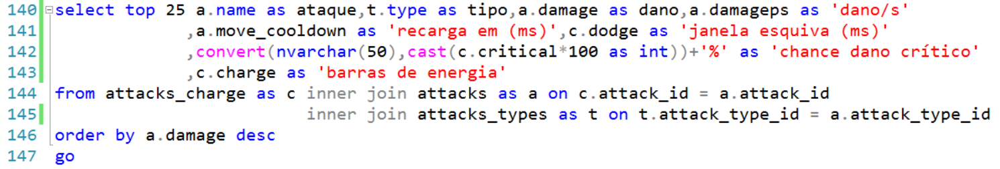 140 select top 25 a.name as ataque,t.type as tipo,a.damage as dano,a.damageps as 'dano/s'
141 ,a.move_cooldown as 'recarga em (ms)',c.dodge as 'janela esquiva (ms)'
142 ,convert(nvarchar(50),cast(c.critical*100 as int))+'%' as 'chance dano crítico'
143 ,c.charge as 'barras de energia'
144 from attacks_charge as c inner join attacks as a on c.attack_id = a.attack_id
145 inner join attacks_types as t on t.attack_type_id = a.attack_type_id
146 order by a.damage desc
147 go